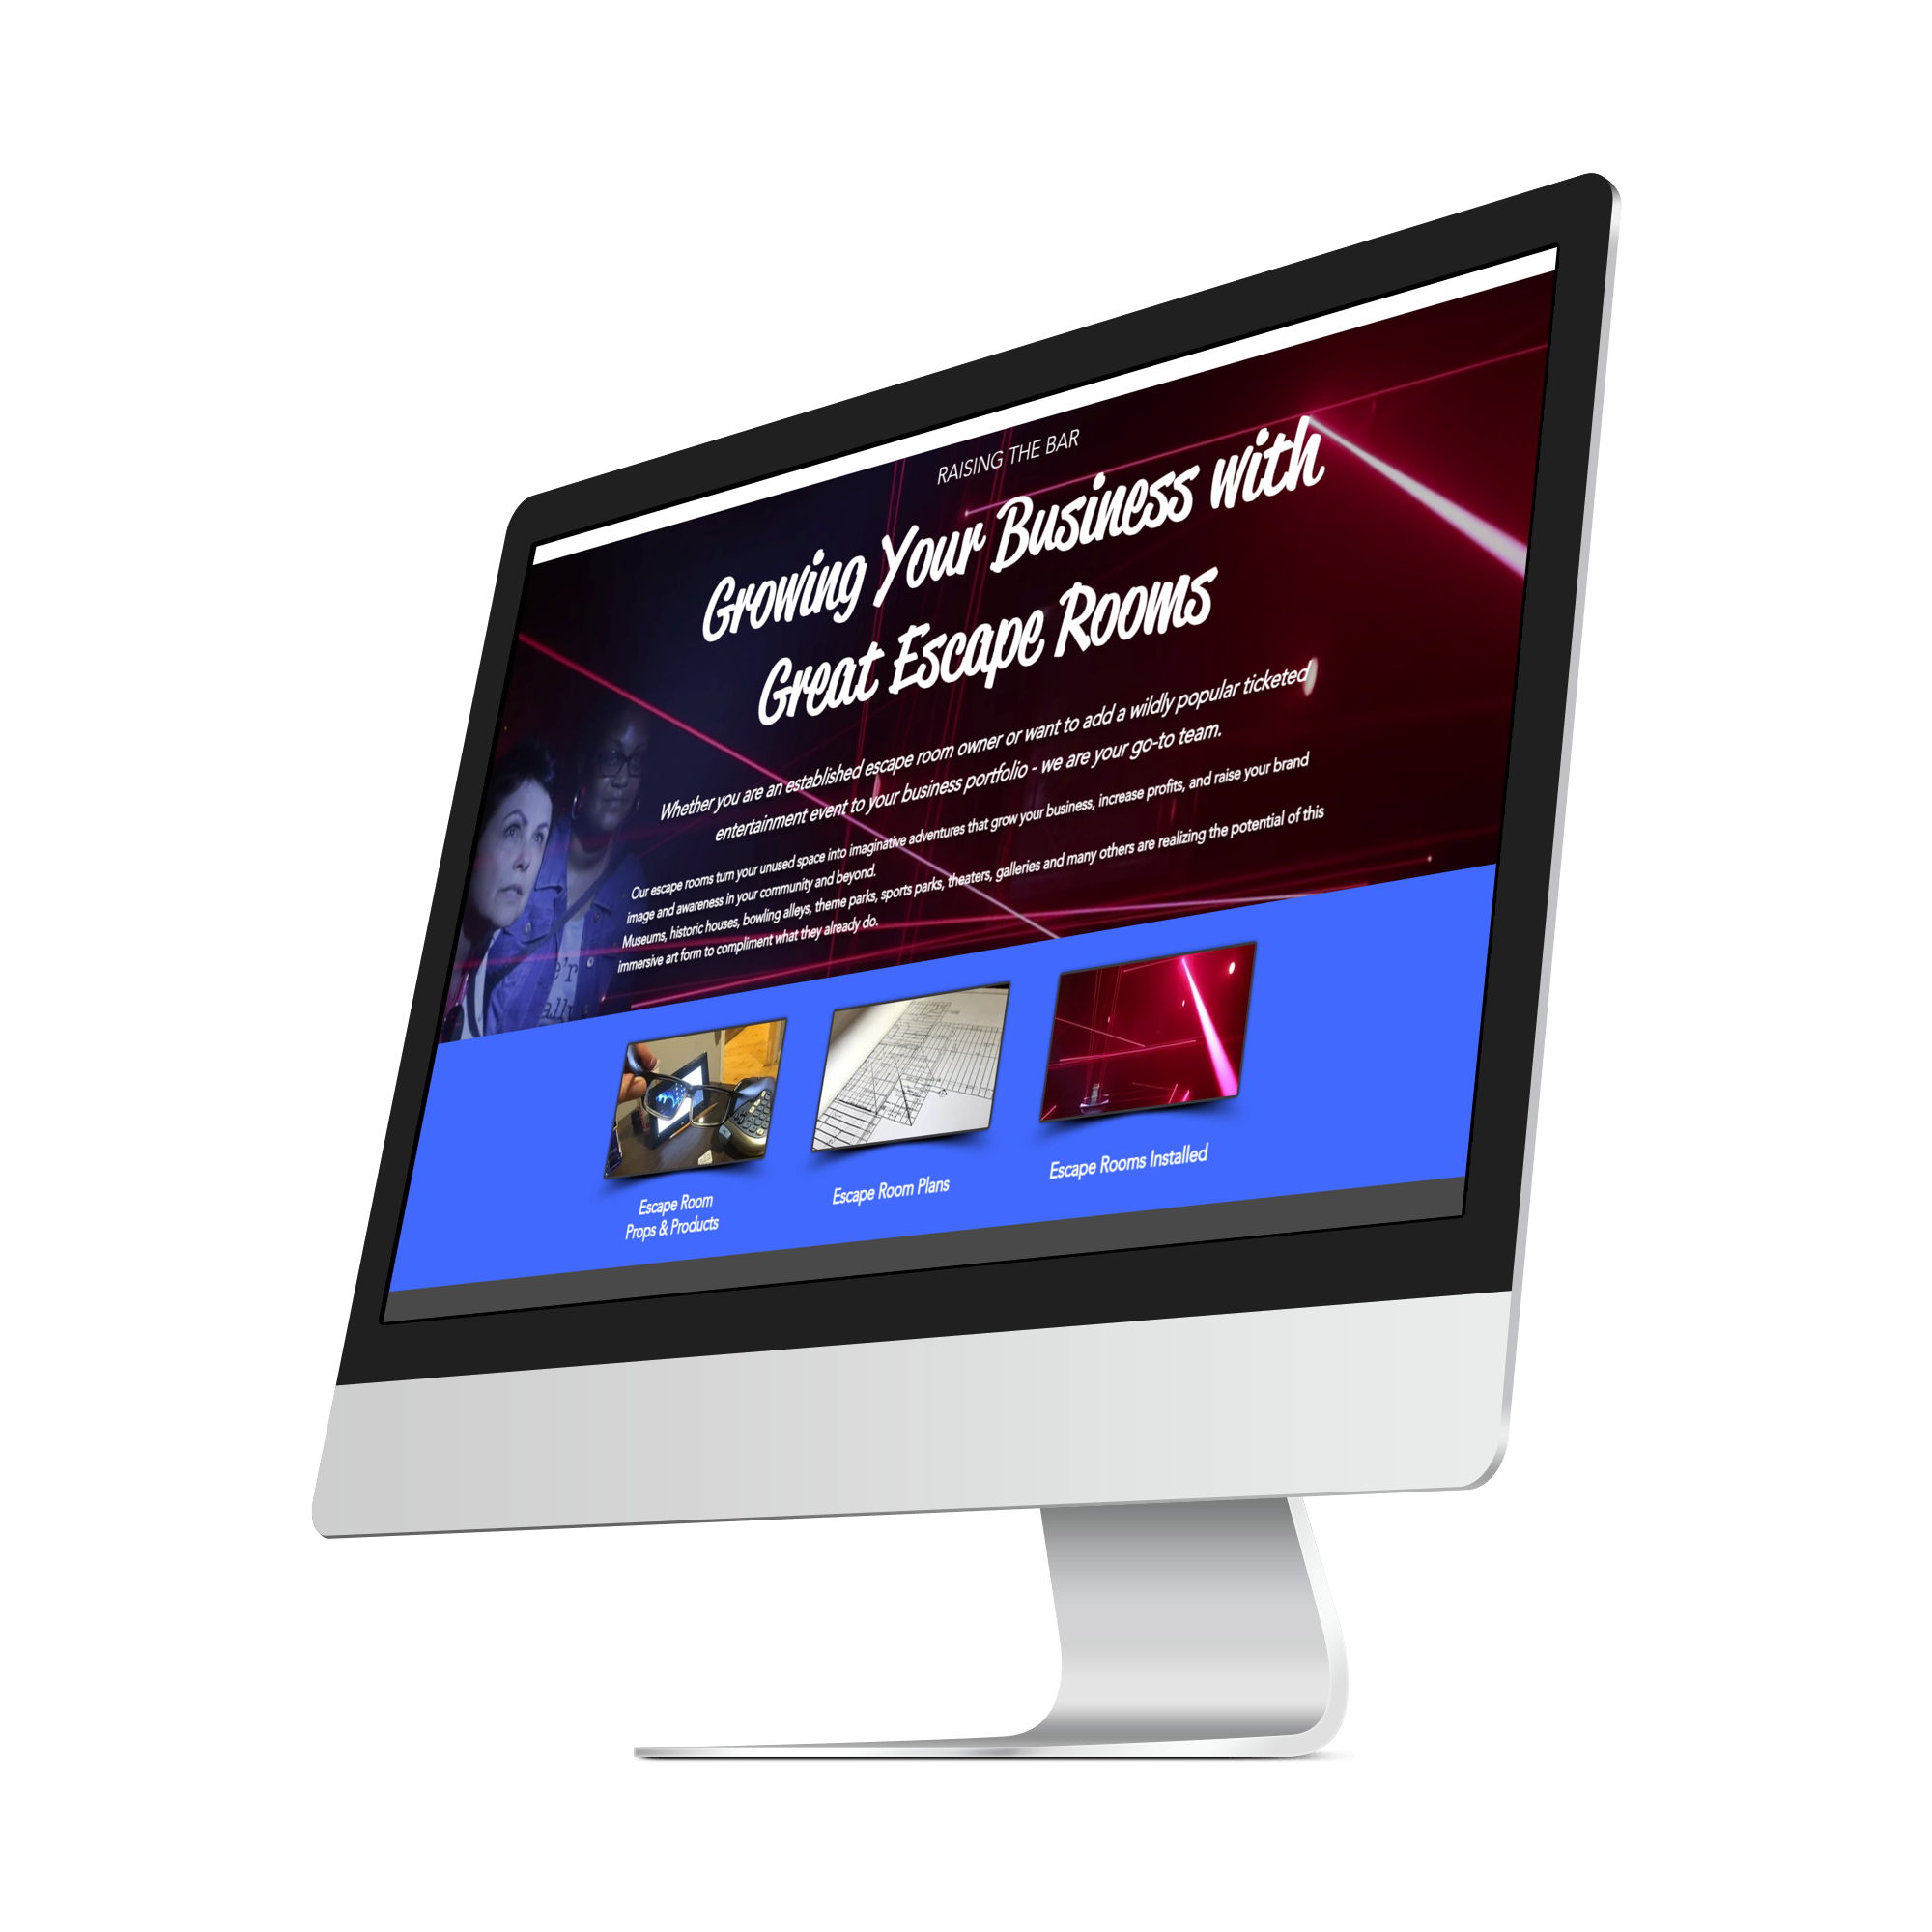 RAISING THE BAR
Growing Your Business with
Great Escape Rooms
Whether you are an established escape room owner or want to add a wildly popular ticketed
entertainment event to your business portfolio - we are your go-to team.
Our escape rooms turn your unused space into imaginative adventures that grow your business, increase profits, and raise your brand
image and awareness in your community and beyond.
Museums, historic houses, bowling alleys, theme parks, sports parks, theaters, galleries and many others are realizing the potential of this
immersive art form to compliment what they already do.
Escape Room
Props & Products
Escape Room Plans
Escape Rooms Installed